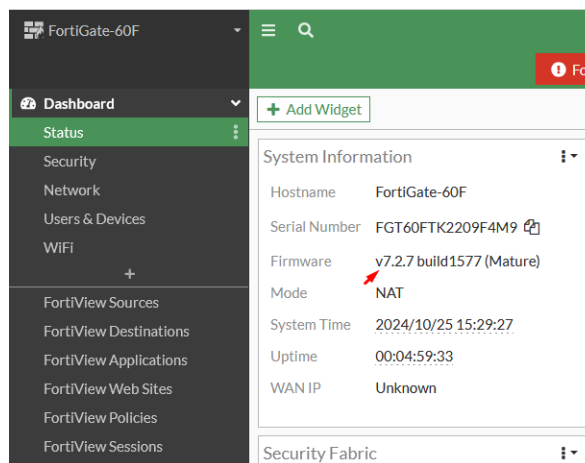 FortiGate-60F
Fo
Dashboard
Status
Security
Network
Users & Devices
WiFi
+
FortiView Sources
FortiView Destinations
FortiView Applications
FortiView Web Sites
FortiView Policies
FortiView Sessions
+ Add Widget
System Information
Hostname FortiGate-60F
Serial Number FGT60FTK2209F4M9
Firmware v7.2.7 build1577 (Mature)
Mode NAT
System Time 2024/10/25 15:29:27
Uptime 00:04:59:33
WAN IP Unknown
Security Fabric